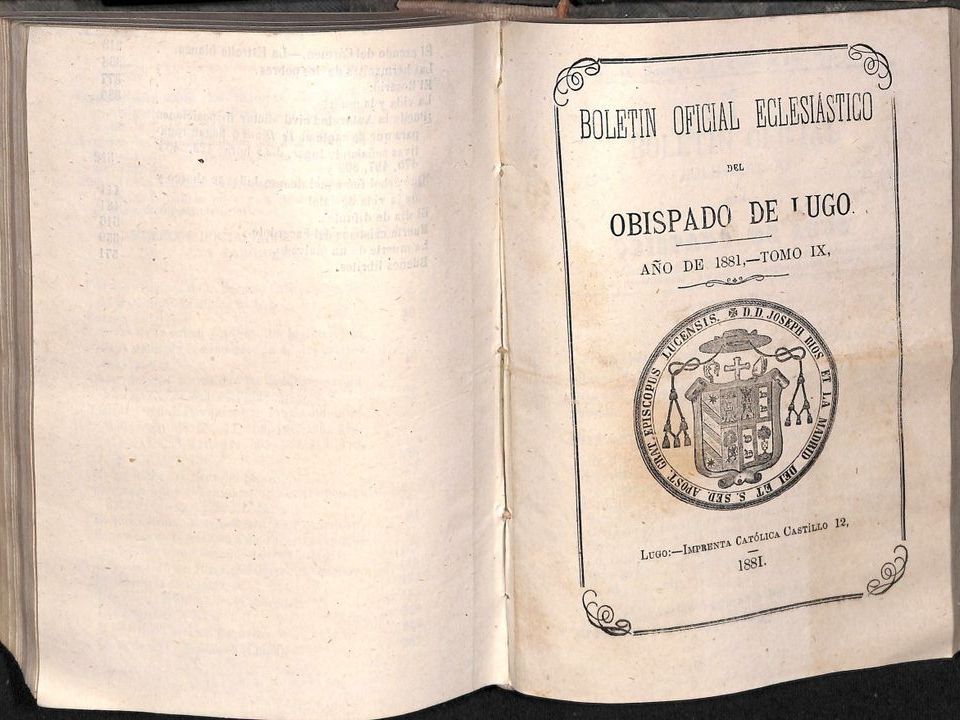 BOLETIN OFICIAL ECLESIÁSTICO
DEL
OBISPADO DE LUGO.
AÑO DE 1881,—TOMO IX,
✠ D. D. JOSEPH RIOS ET LA MADRID DEI ET S. SED. APOST. GRAT. EPISCOPUS LUCENSIS.
LUGO:—IMPRENTA CATÓLICA CASTILLO 12,
1881.